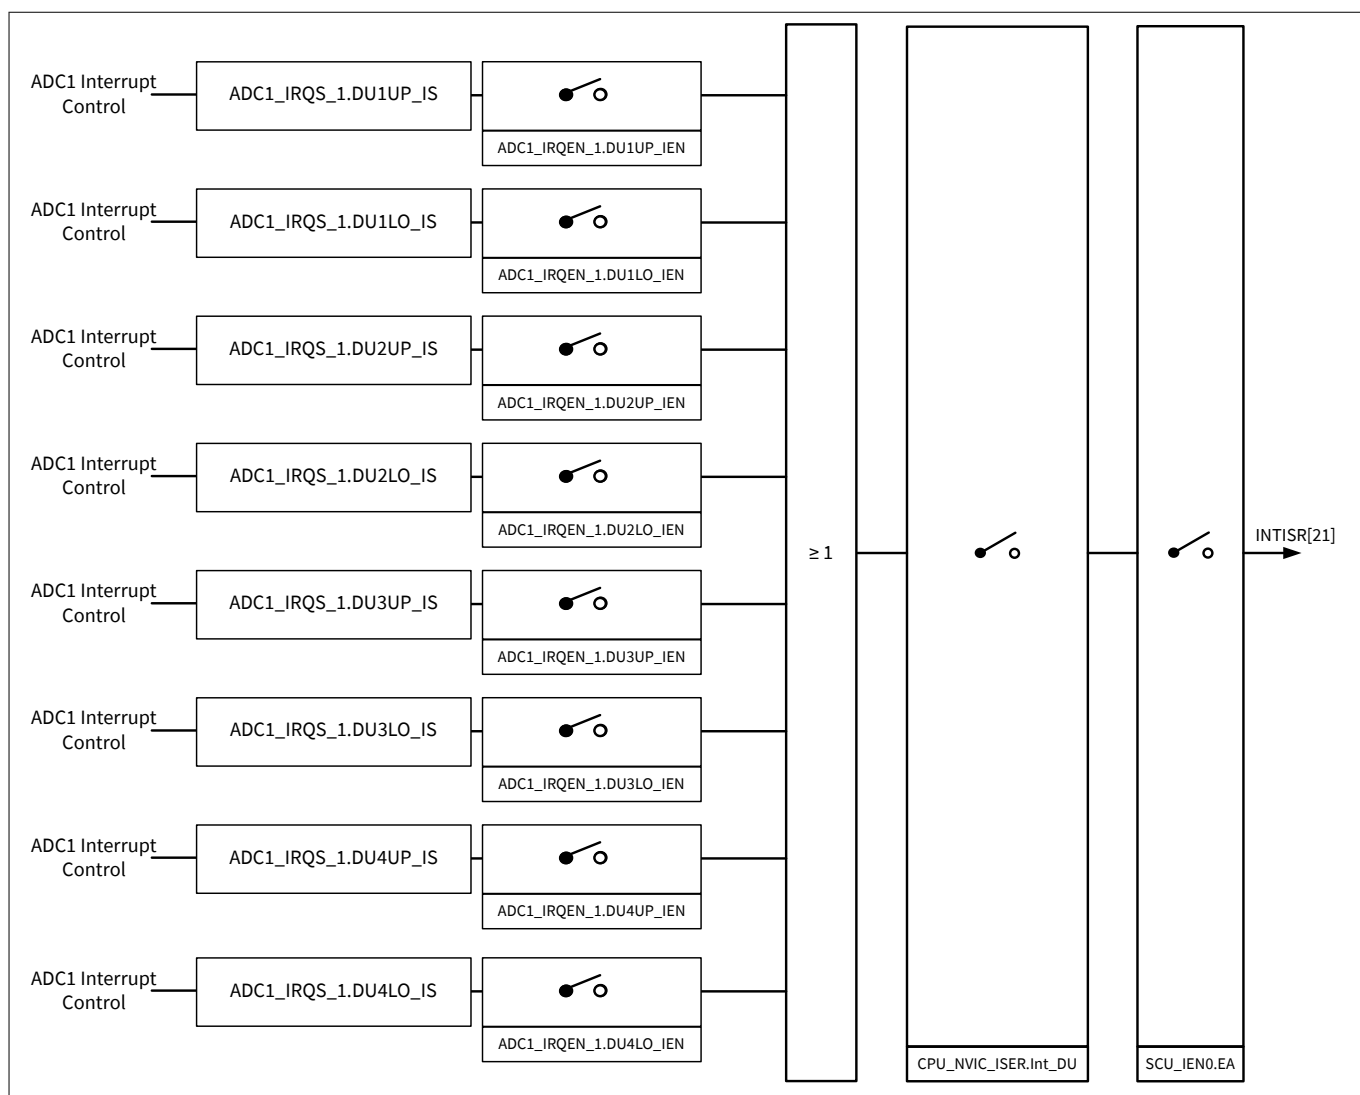 ADC1 Interrupt
Control
ADC1_IRQS_1.DU1UP_IS
ADC1_IRQEN_1.DU1UP_IEN
ADC1 Interrupt
Control
ADC1_IRQS_1.DU1LO_IS
ADC1_IRQEN_1.DU1LO_IEN
ADC1 Interrupt
Control
ADC1_IRQS_1.DU2UP_IS
ADC1_IRQEN_1.DU2UP_IEN
ADC1 Interrupt
Control
ADC1_IRQS_1.DU2LO_IS
ADC1_IRQEN_1.DU2LO_IEN
ADC1 Interrupt
Control
ADC1_IRQS_1.DU3UP_IS
ADC1_IRQEN_1.DU3UP_IEN
ADC1 Interrupt
Control
ADC1_IRQS_1.DU3LO_IS
ADC1_IRQEN_1.DU3LO_IEN
ADC1 Interrupt
Control
ADC1_IRQS_1.DU4UP_IS
ADC1_IRQEN_1.DU4UP_IEN
ADC1 Interrupt
Control
ADC1_IRQS_1.DU4LO_IS
ADC1_IRQEN_1.DU4LO_IEN
≥ 1
CPU_NVIC_ISER.Int_DU
SCU_IEN0.EA
INTISR[21]